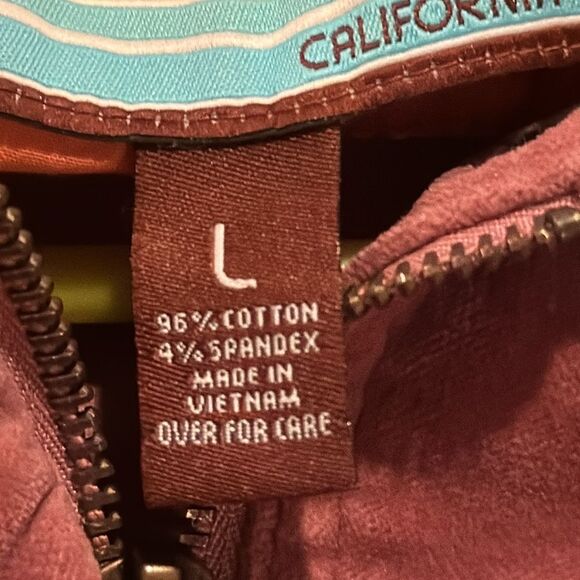 CALIFORNIA
L
96% COTTON
4% SPANDEX
MADE IN
VIETNAM
OVER FOR CARE